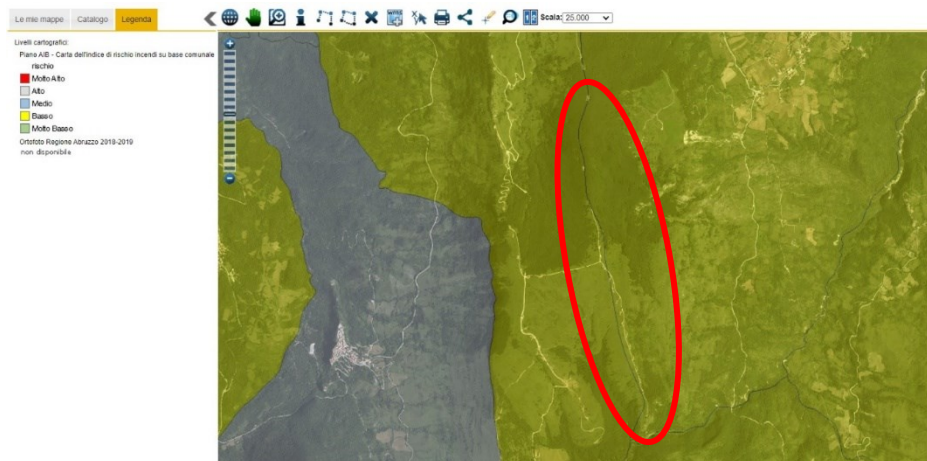 Le mie mappe Catalogo Legenda Scala: 25.000
Livelli cartografici:
Piano AIB - Carta dell'indice di rischio incendi su base comunale
rischio
Molto Alto
Alto
Medio
Basso
Molto Basso
Ortofoto Regione Abruzzo 2018-2019
non disponibile